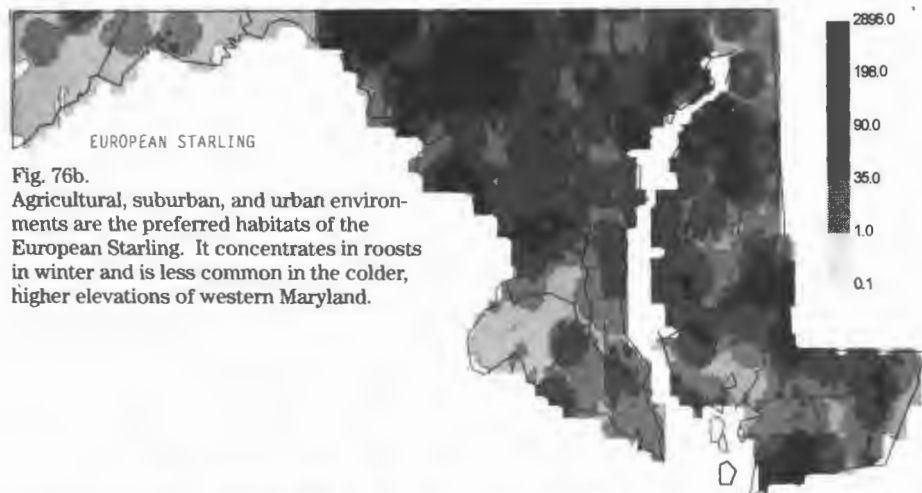 2895.0
198.0
90.0
35.0
1.0
0.1
EUROPEAN STARLING
Fig. 76b.
Agricultural, suburban, and urban environ-
ments are the preferred habitats of the
European Starling. It concentrates in roosts
in winter and is less common in the colder,
higher elevations of western Maryland.